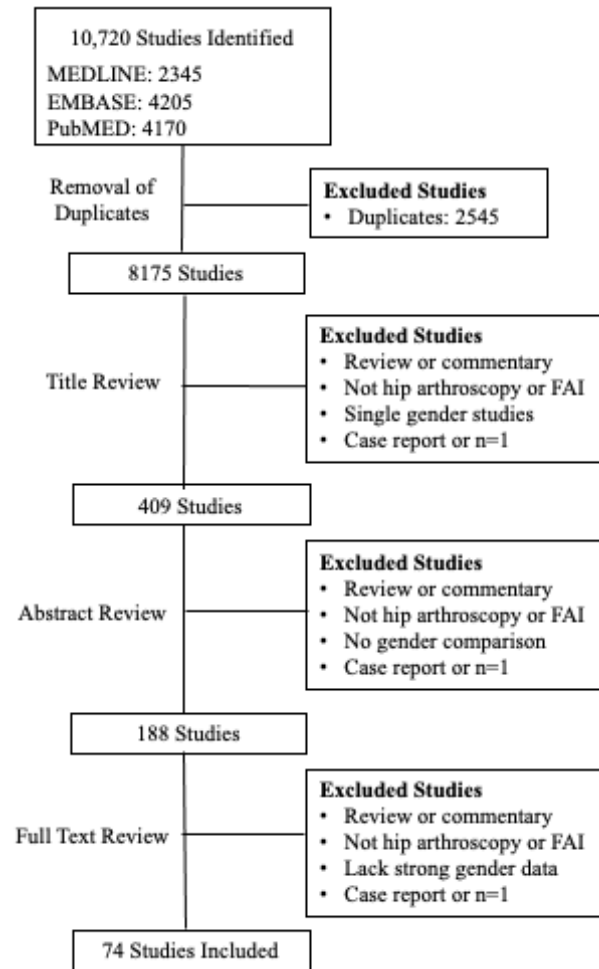 10,720 Studies Identified
MEDLINE: 2345
EMBASE: 4205
PubMED: 4170
Removal of
Duplicates
Excluded Studies
• Duplicates: 2545
8175 Studies
Title Review
Excluded Studies
• Review or commentary
• Not hip arthroscopy or FAI
• Single gender studies
• Case report or n=1
409 Studies
Abstract Review
Excluded Studies
• Review or commentary
• Not hip arthroscopy or FAI
• No gender comparison
• Case report or n=1
188 Studies
Full Text Review
Excluded Studies
• Review or commentary
• Not hip arthroscopy or FAI
• Lack strong gender data
• Case report or n=1
74 Studies Included